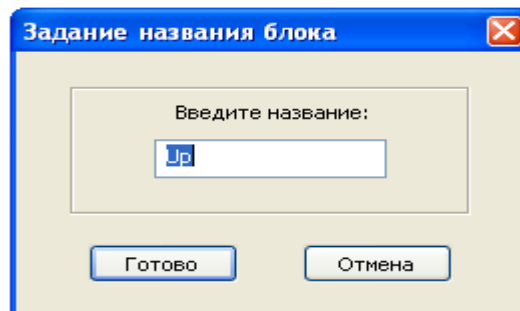 Задание названия блока
Введите название:
Up
Готово
Отмена